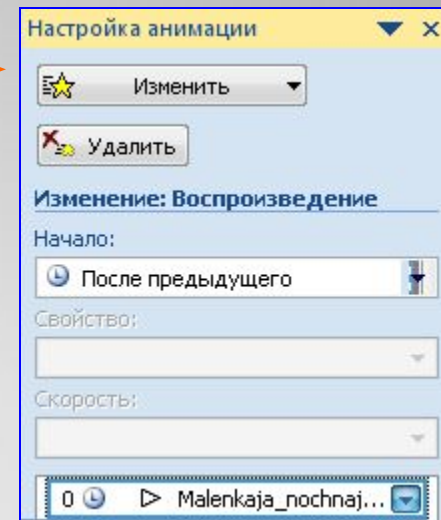 Настройка анимации
Изменить
Удалить
Изменение: Воспроизведение
Начало:
После предыдущего
Свойство:
Скорость:
0 Malenkaja_nochnaj...